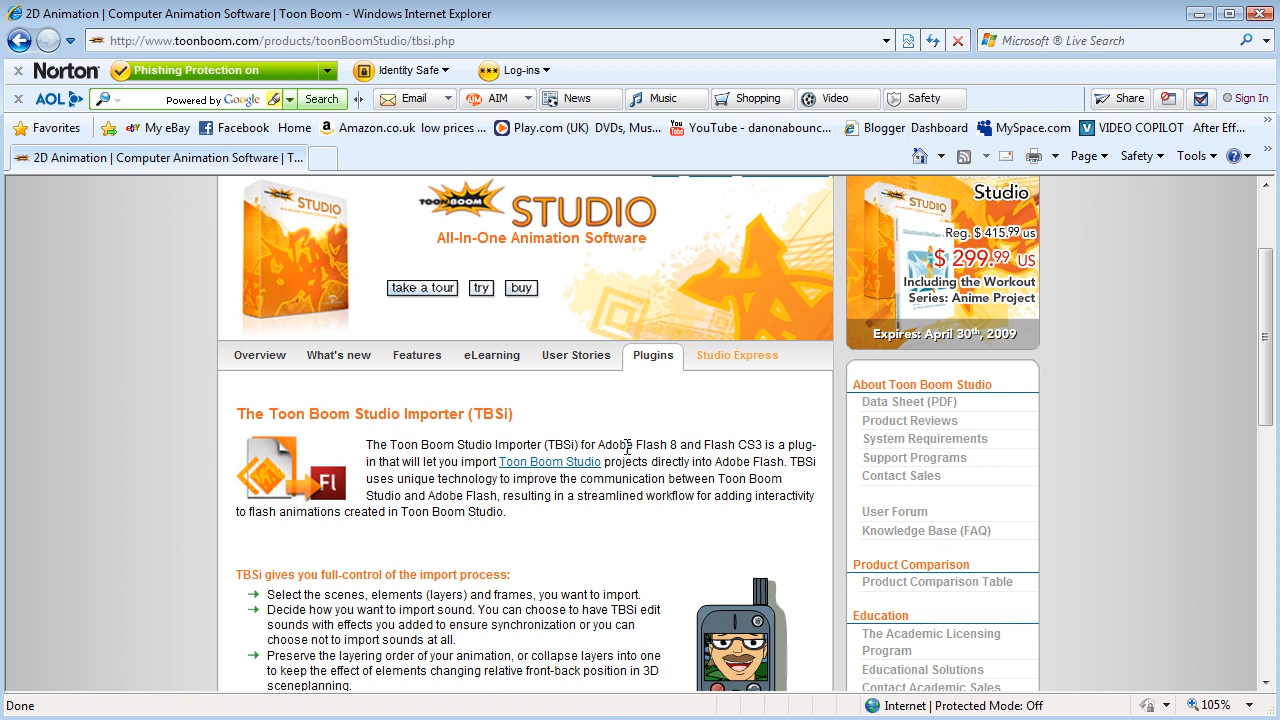 2D Animation | Computer Animation Software | Toon Boom - Windows Internet Explorer
http://www.toonboom.com/products/toonBoomStudio/tbsi.php
Microsoft ® Live Search
Norton
Phishing Protection on
Identity Safe
Log-ins
AOL
Powered by Google
Search
Email
AIM
News
Music
Shopping
Video
Safety
Share
Sign In
Favorites
My eBay
Facebook
Home
Amazon.co.uk low prices ...
Play.com (UK) DVDs, Mus...
YouTube - danonabounc...
Blogger Dashboard
MySpace.com
VIDEO COPILOT After Eff...
2D Animation | Computer Animation Software | T...
Page
Safety
Tools
STUDIO
TOON BOOM STUDIO
All-In-One Animation Software
take a tour
try
buy
Studio
Reg. $ 415.99 us
$ 299.99 US
Including the Workout
Series: Anime Project
Expires: April 30th, 2009
Overview
What's new
Features
eLearning
User Stories
Plugins
Studio Express
The Toon Boom Studio Importer (TBSi)
Fl
The Toon Boom Studio Importer (TBSi) for Adobe Flash 8 and Flash CS3 is a plug-
in that will let you import Toon Boom Studio projects directly into Adobe Flash. TBSi
uses unique technology to improve the communication between Toon Boom
Studio and Adobe Flash, resulting in a streamlined workflow for adding interactivity
to flash animations created in Toon Boom Studio.
TBSi gives you full-control of the import process:
Select the scenes, elements (layers) and frames, you want to import.
Decide how you want to import sound. You can choose to have TBSi edit
sounds with effects you added to ensure synchronization or you can
choose not to import sounds at all.
Preserve the layering order of your animation, or collapse layers into one
to keep the effect of elements changing relative front-back position in 3D
sceneplanning.
About Toon Boom Studio
Data Sheet (PDF)
Product Reviews
System Requirements
Support Programs
Contact Sales
User Forum
Knowledge Base (FAQ)
Product Comparison
Product Comparison Table
Education
The Academic Licensing
Program
Educational Solutions
Contact Academic Sales
Done
Internet | Protected Mode: Off
105%